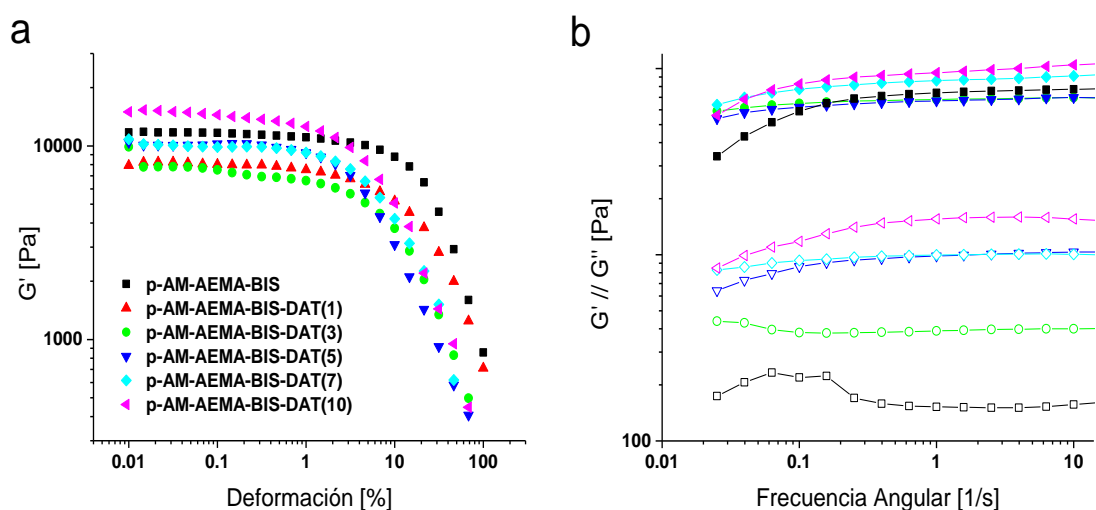 a
G' [Pa]
10000
1000
p-AM-AEMA-BIS
p-AM-AEMA-BIS-DAT(1)
p-AM-AEMA-BIS-DAT(3)
p-AM-AEMA-BIS-DAT(5)
p-AM-AEMA-BIS-DAT(7)
p-AM-AEMA-BIS-DAT(10)
0.01 0.1 1 10 100
Deformación [%]
b
G' // G'' [Pa]
100
0.01 0.1 1 10
Frecuencia Angular [1/s]